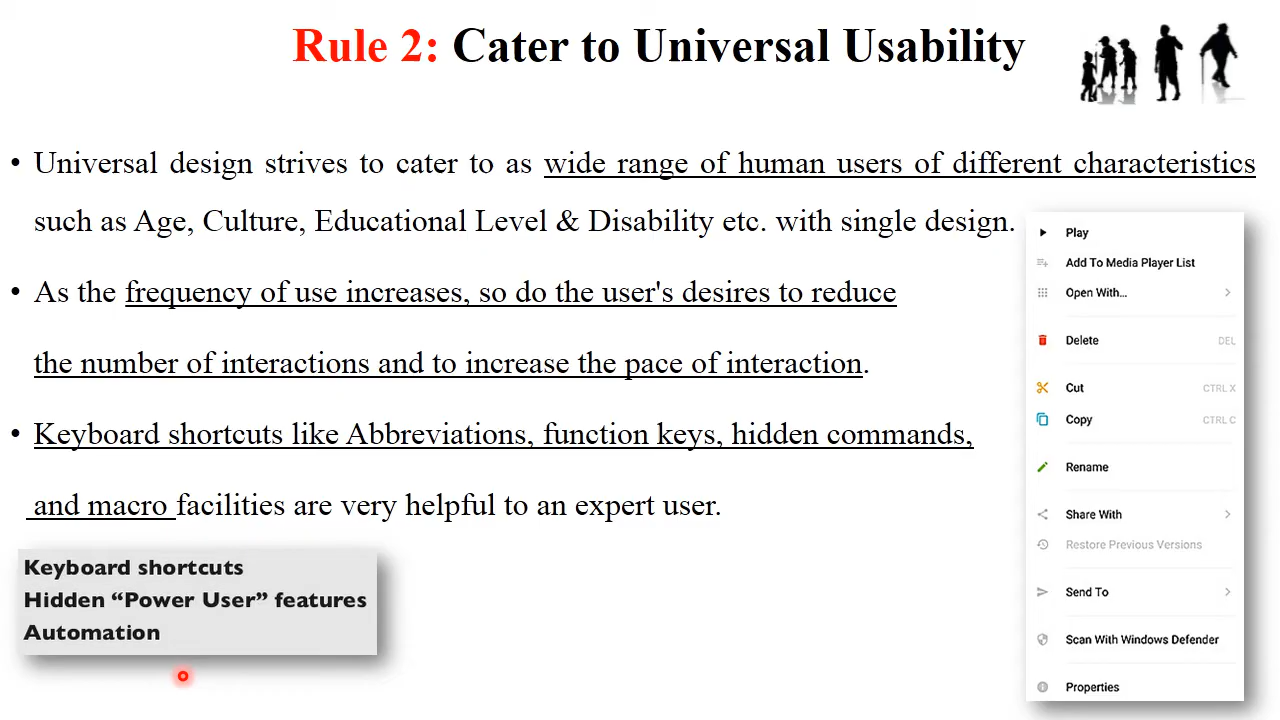 Rule 2: Cater to Universal Usability
• Universal design strives to cater to as wide range of human users of different characteristics
such as Age, Culture, Educational Level & Disability etc. with single design.
• As the frequency of use increases, so do the user's desires to reduce
the number of interactions and to increase the pace of interaction.
• Keyboard shortcuts like Abbreviations, function keys, hidden commands,
and macro facilities are very helpful to an expert user.
Keyboard shortcuts
Hidden “Power User” features
Automation
Play
Add To Media Player List
Open With...
Delete DEL
Cut CTRL X
Copy CTRL C
Rename
Share With
Restore Previous Versions
Send To
Scan With Windows Defender
Properties